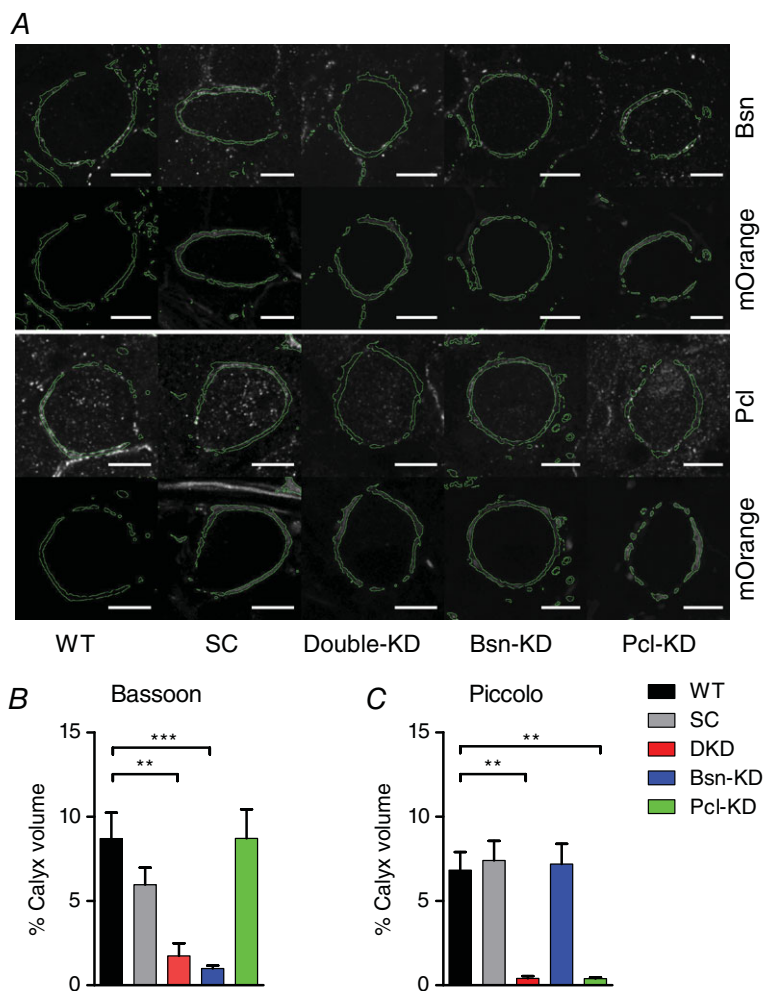 A
Bsn
mOrange
Pcl
mOrange
WT SC Double-KD Bsn-KD Pcl-KD
B Bassoon
% Calyx volume
15
10
5
0
***
**
C Piccolo
% Calyx volume
15
10
5
0
**
**
WT
SC
DKD
Bsn-KD
Pcl-KD